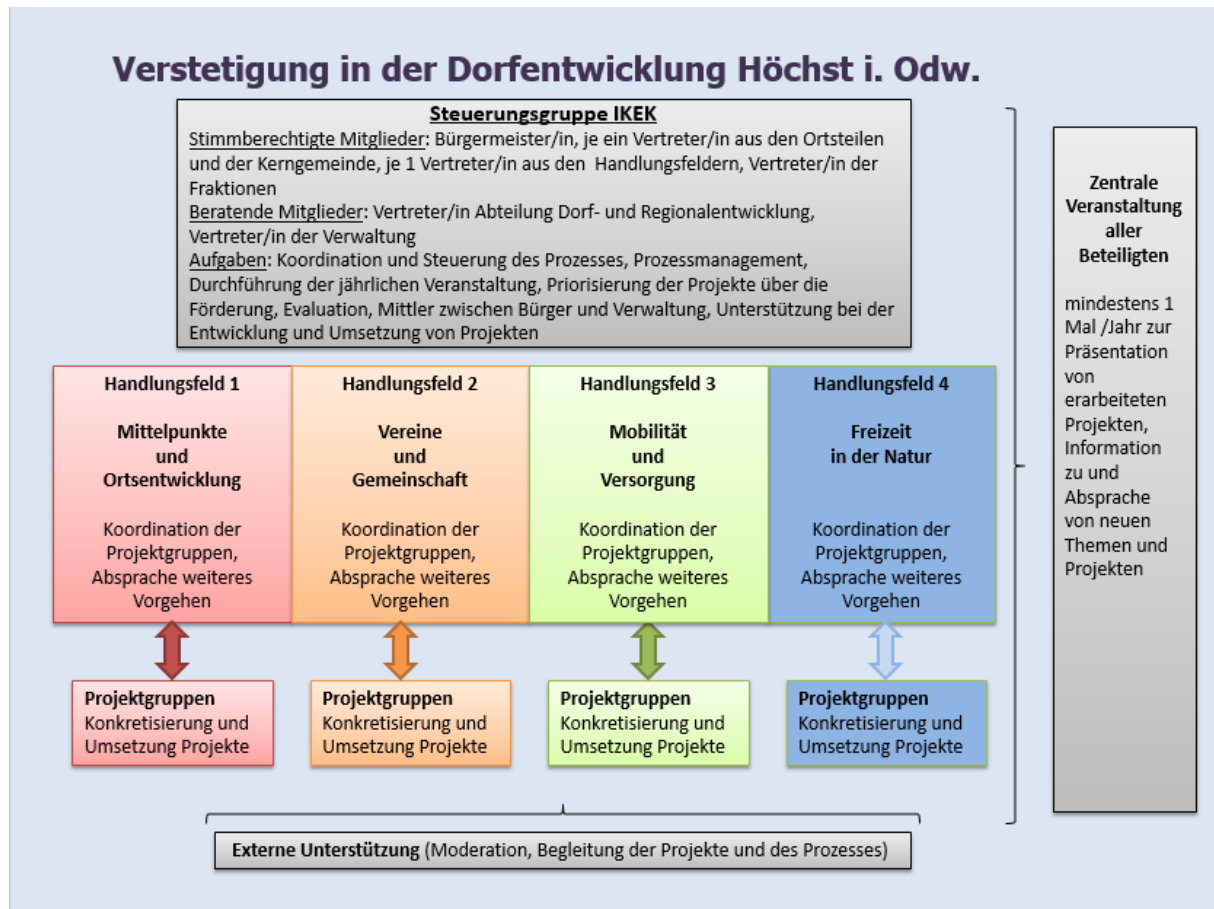 Verstetigung in der Dorfentwicklung Höchst i. Odw.
Steuerungsgruppe IKEK
Stimmberechtigte Mitglieder: Bürgermeister/in, je ein Vertreter/in aus den Ortsteilen
und der Kerngemeinde, je 1 Vertreter/in aus den Handlungsfeldern, Vertreter/in der
Fraktionen
Beratende Mitglieder: Vertreter/in Abteilung Dorf- und Regionalentwicklung,
Vertreter/in der Verwaltung
Aufgaben: Koordination und Steuerung des Prozesses, Prozessmanagement,
Durchführung der jährlichen Veranstaltung, Priorisierung der Projekte über die
Förderung, Evaluation, Mittler zwischen Bürger und Verwaltung, Unterstützung bei der
Entwicklung und Umsetzung von Projekten
Handlungsfeld 1
Mittelpunkte
und
Ortsentwicklung
Koordination der
Projektgruppen,
Absprache weiteres
Vorgehen
Handlungsfeld 2
Vereine
und
Gemeinschaft
Koordination der
Projektgruppen,
Absprache weiteres
Vorgehen
Handlungsfeld 3
Mobilität
und
Versorgung
Koordination der
Projektgruppen,
Absprache weiteres
Vorgehen
Handlungsfeld 4
Freizeit
in der Natur
Koordination der
Projektgruppen,
Absprache weiteres
Vorgehen
Projektgruppen
Konkretisierung und
Umsetzung Projekte
Projektgruppen
Konkretisierung und
Umsetzung Projekte
Projektgruppen
Konkretisierung und
Umsetzung Projekte
Projektgruppen
Konkretisierung und
Umsetzung Projekte
Externe Unterstützung (Moderation, Begleitung der Projekte und des Prozesses)
Zentrale
Veranstaltung
aller
Beteiligten
mindestens 1
Mal /Jahr zur
Präsentation
von
erarbeiteten
Projekten,
Information
zu und
Absprache
von neuen
Themen und
Projekten